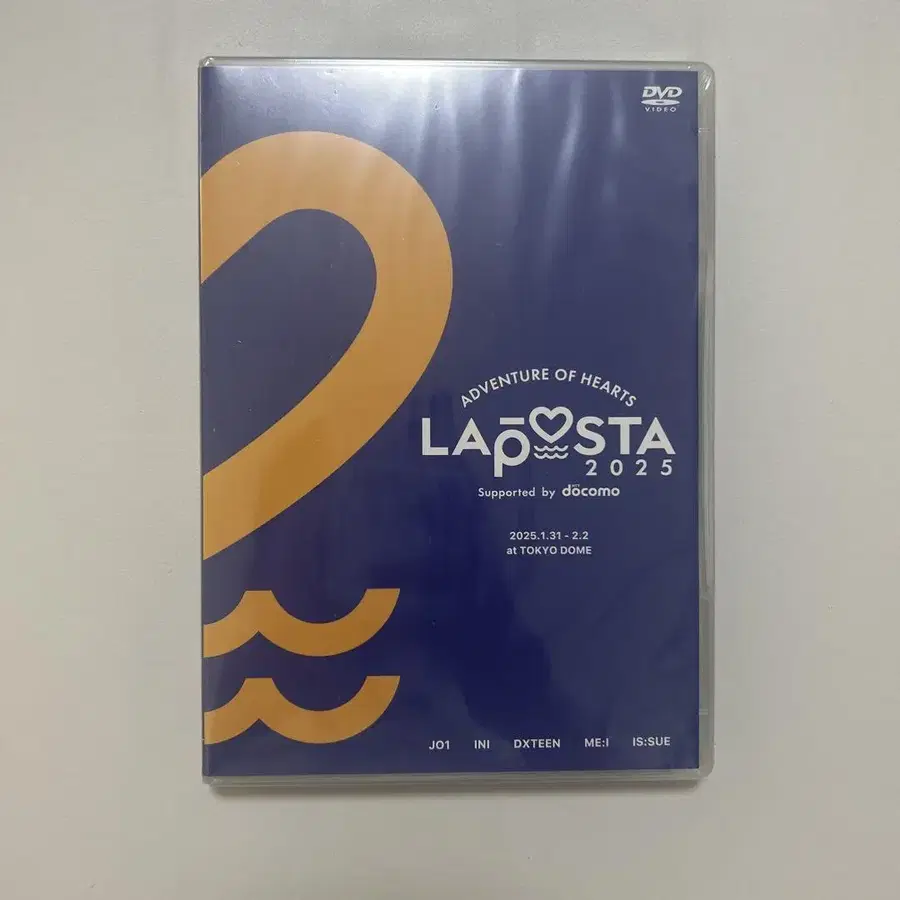 DVD
VIDEO
ADVENTURE OF HEARTS
LAPOSTA
2025
Supported by NTT docomo
2025.1.31 - 2.2
at TOKYO DOME
JO1 INI DXTEEN ME:I IS:SUE